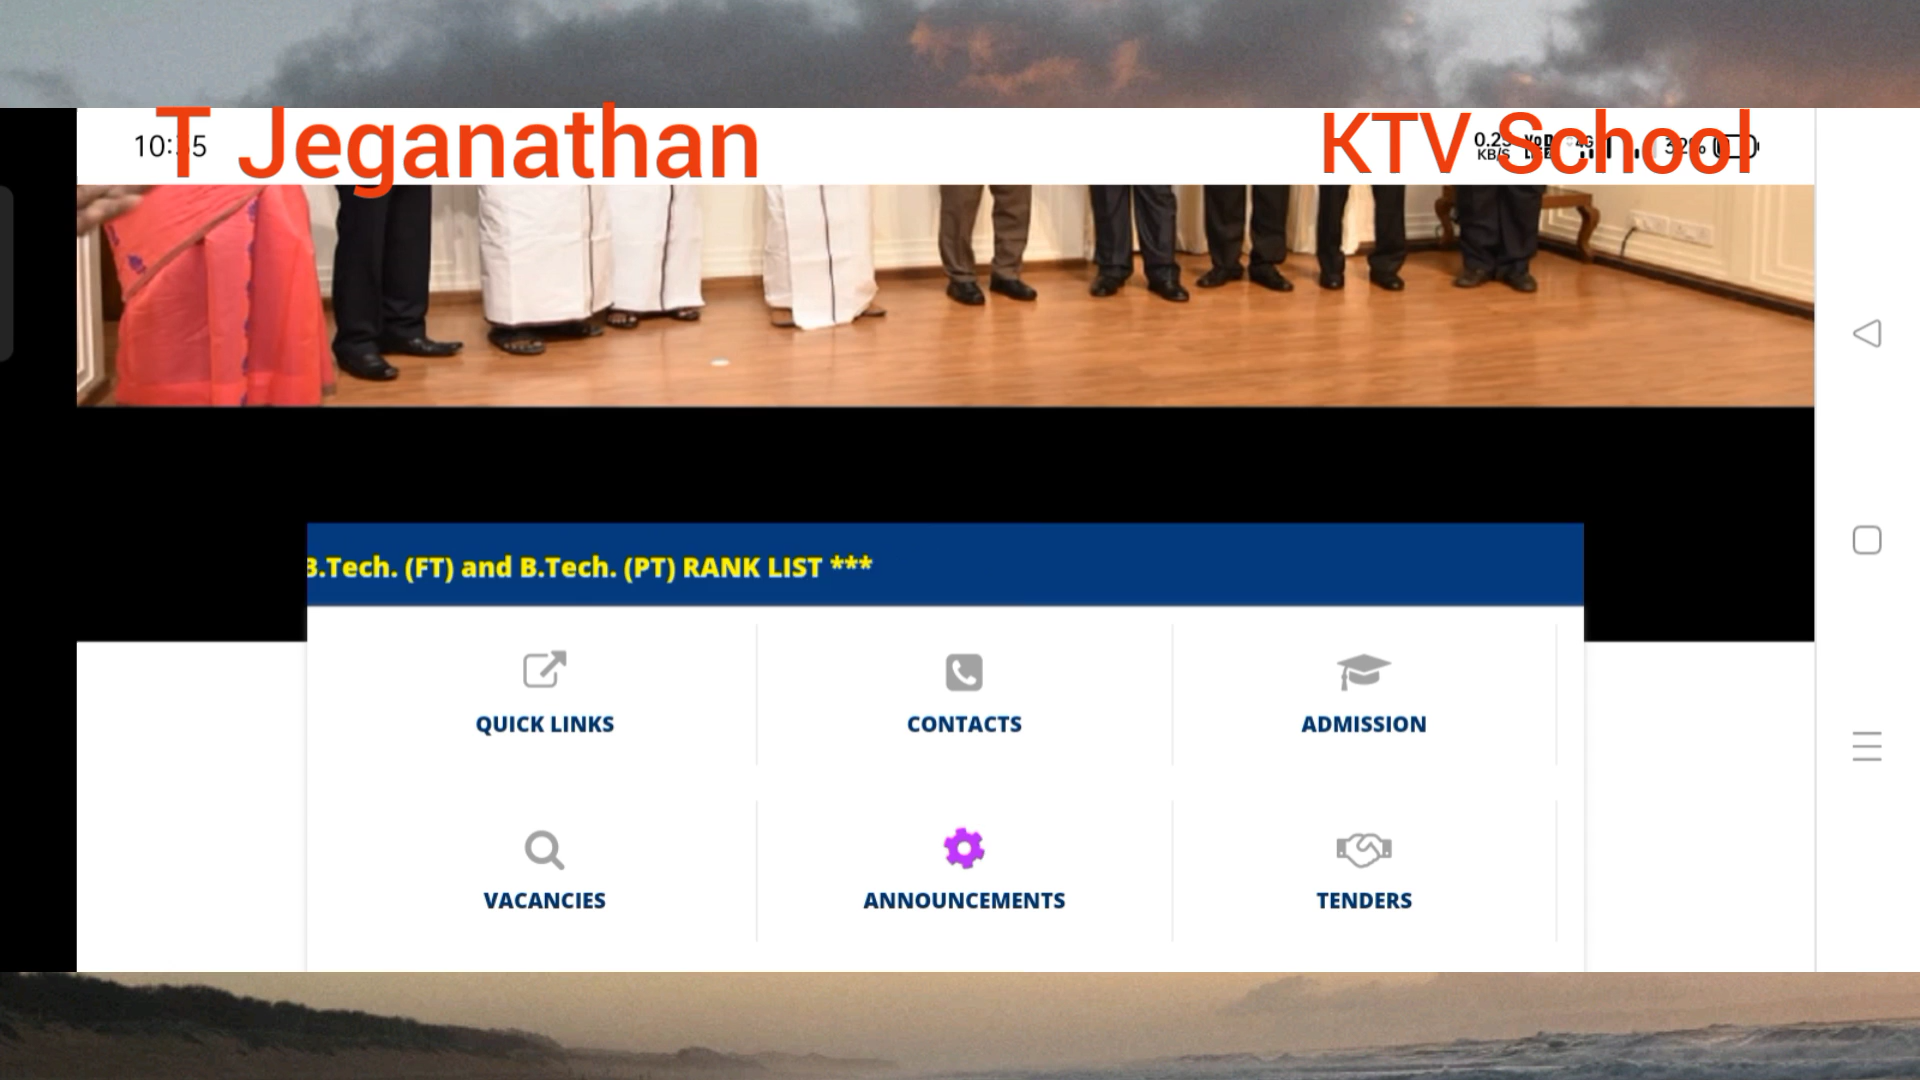 T Jeganathan
KTV School
B.Tech. (FT) and B.Tech. (PT) RANK LIST ***
QUICK LINKS
CONTACTS
ADMISSION
VACANCIES
ANNOUNCEMENTS
TENDERS